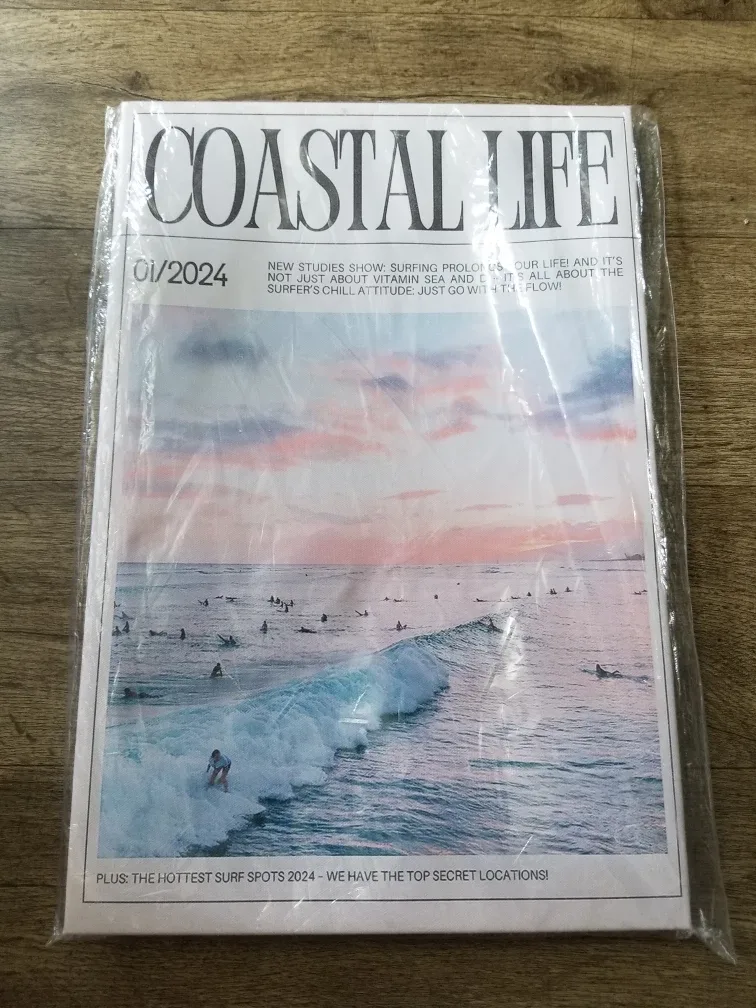 COASTAL LIFE
01/2024
NEW STUDIES SHOW: SURFING PROLONGS YOUR LIFE! AND IT'S
NOT JUST ABOUT VITAMIN SEA AND D - IT'S ALL ABOUT THE
SURFER'S CHILL ATTITUDE: JUST GO WITH THE FLOW!
PLUS: THE HOTTEST SURF SPOTS 2024 - WE HAVE THE TOP SECRET LOCATIONS!